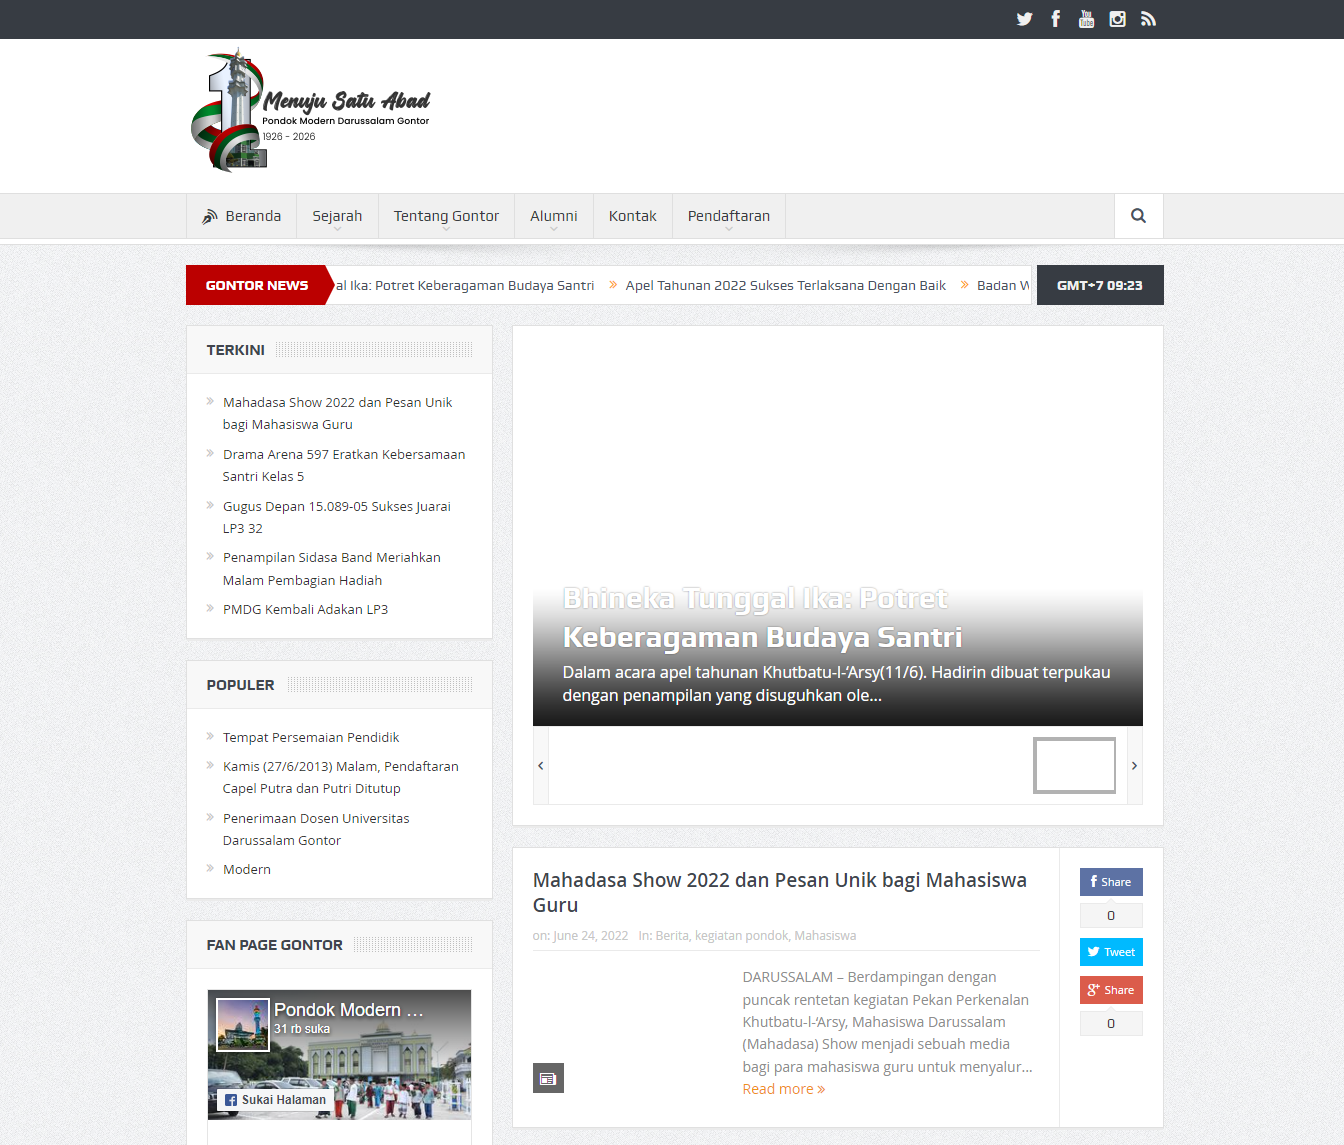 Menuju Satu Abad
Pondok Modern Darussalam Gontor
1926 - 2026
Beranda
Sejarah
Tentang Gontor
Alumni
Kontak
Pendaftaran
GONTOR NEWS
al Ika: Potret Keberagaman Budaya Santri
Apel Tahunan 2022 Sukses Terlaksana Dengan Baik
Badan W
GMT+7 09:23
TERKINI
Mahadasa Show 2022 dan Pesan Unik
bagi Mahasiswa Guru
Drama Arena 597 Eratkan Kebersamaan
Santri Kelas 5
Gugus Depan 15.089-05 Sukses Juarai
LP3 32
Penampilan Sidasa Band Meriahkan
Malam Pembagian Hadiah
PMDG Kembali Adakan LP3
POPULER
Tempat Persemaian Pendidik
Kamis (27/6/2013) Malam, Pendaftaran
Capel Putra dan Putri Ditutup
Penerimaan Dosen Universitas
Darussalam Gontor
Modern
FAN PAGE GONTOR
Pondok Modern ...
31 rb suka
Sukai Halaman
Bhineka Tunggal Ika: Potret
Keberagaman Budaya Santri
Dalam acara apel tahunan Khutbatu-l-‘Arsy(11/6). Hadirin dibuat terpukau
dengan penampilan yang disuguhkan ole...
Mahadasa Show 2022 dan Pesan Unik bagi Mahasiswa
Guru
on: June 24, 2022 In: Berita, kegiatan pondok, Mahasiswa
DARUSSALAM – Berdampingan dengan
puncak rentetan kegiatan Pekan Perkenalan
Khutbatu-l-‘Arsy, Mahasiswa Darussalam
(Mahadasa) Show menjadi sebuah media
bagi para mahasiswa guru untuk menyalur...
Read more »
Share
0
Tweet
Share
0